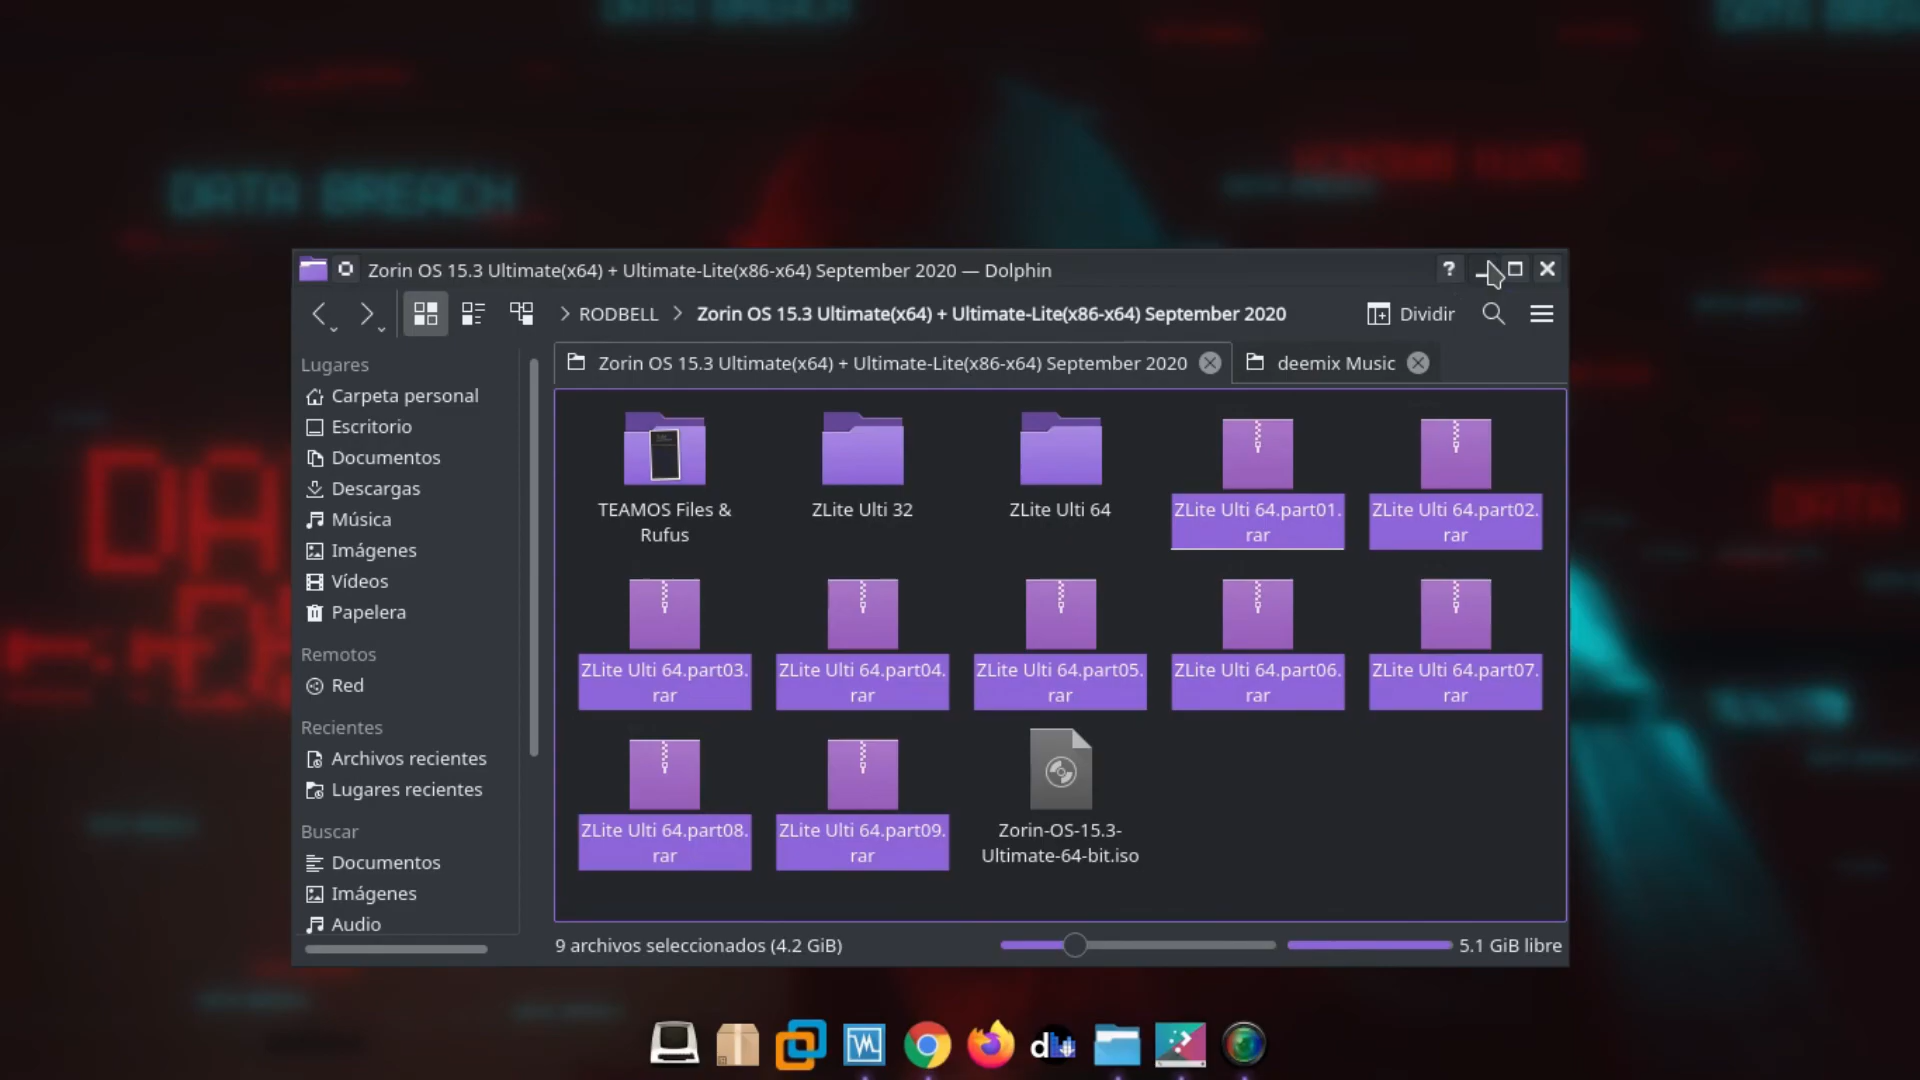 DATA BREACH
DATA BREACH
Zorin OS 15.3 Ultimate(x64) + Ultimate-Lite(x86-x64) September 2020 — Dolphin
?
RODBELL
Zorin OS 15.3 Ultimate(x64) + Ultimate-Lite(x86-x64) September 2020
Dividir
Zorin OS 15.3 Ultimate(x64) + Ultimate-Lite(x86-x64) September 2020
deemix Music
Lugares
Carpeta personal
Escritorio
Documentos
Descargas
Música
Imágenes
Vídeos
Papelera
Remotos
Red
Recientes
Archivos recientes
Lugares recientes
Buscar
Documentos
Imágenes
Audio
TEAMOS Files &
Rufus
ZLite Ulti 32
ZLite Ulti 64
ZLite Ulti 64.part01.
rar
ZLite Ulti 64.part02.
rar
ZLite Ulti 64.part03.
rar
ZLite Ulti 64.part04.
rar
ZLite Ulti 64.part05.
rar
ZLite Ulti 64.part06.
rar
ZLite Ulti 64.part07.
rar
ZLite Ulti 64.part08.
rar
ZLite Ulti 64.part09.
rar
Zorin-OS-15.3-
Ultimate-64-bit.iso
9 archivos seleccionados (4.2 GiB)
5.1 GiB libre